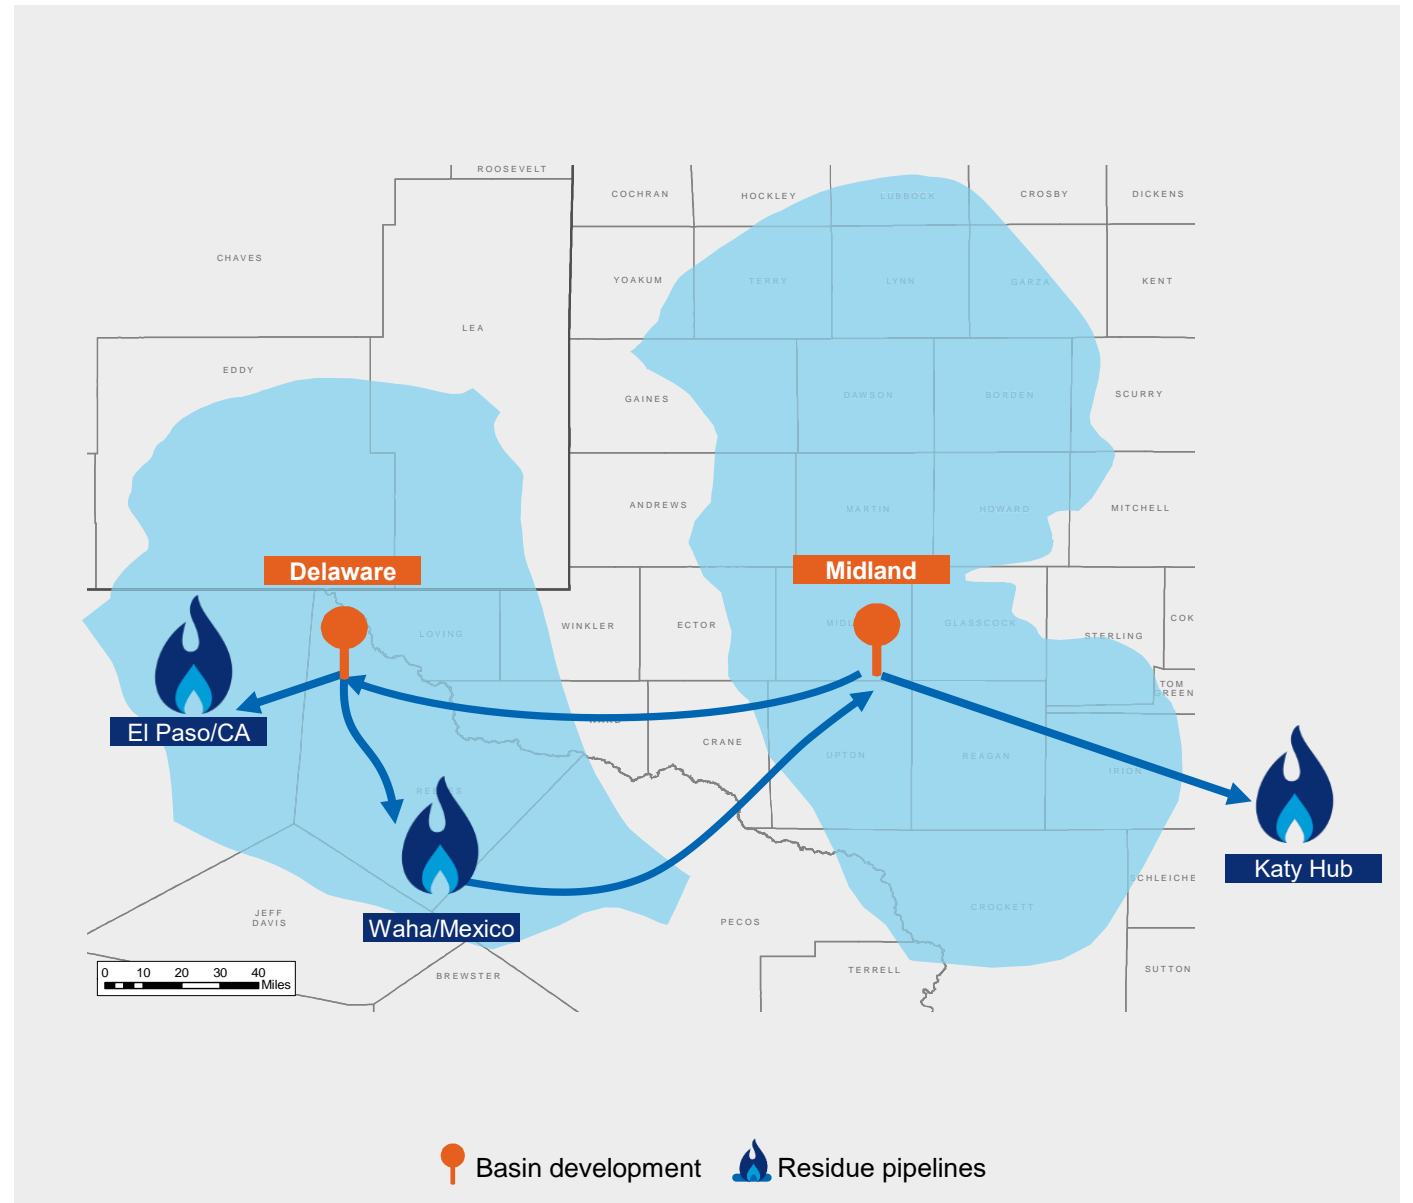 ROOSEVELT
COCHRAN
HOCKLEY
LUBBOCK
CROSBY
DICKENS
CHAVES
YOAKUM
TERRY
LYNN
GARZA
KENT
LEA
EDDY
GAINES
DAWSON
BORDEN
SCURRY
ANDREWS
MARTIN
HOWARD
MITCHELL
Delaware
Midland
LOVING
WINKLER
ECTOR
GLASSCOCK
STERLING
COK
TOM
GREEN
El Paso/CA
CRANE
UPTON
REAGAN
IRION
Katy Hub
SCHLEICHE
Waha/Mexico
JEFF
DAVIS
PECOS
CROCKETT
BREWSTER
TERRELL
SUTTON
0 10 20 30 40
Miles
Basin development
Residue pipelines